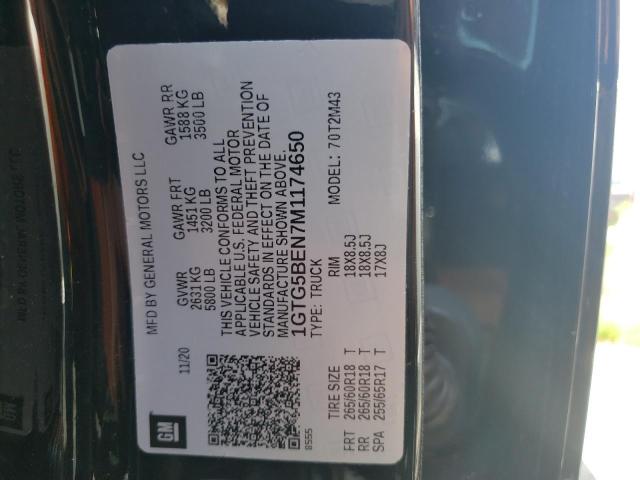 GM
MFD BY GENERAL MOTORS LLC
11/20
GVWR GAWR FRT GAWR RR
2631 KG 1451 KG 1588 KG
5800 LB 3200 LB 3500 LB
THIS VEHICLE CONFORMS TO ALL
APPLICABLE U.S. FEDERAL MOTOR
VEHICLE SAFETY AND THEFT PREVENTION
STANDARDS IN EFFECT ON THE DATE OF
MANUFACTURE SHOWN ABOVE.
1GTG5BEN7M1174650
8555 TYPE: TRUCK MODEL: 70T2M43
TIRE SIZE RIM
FRT 265/60R18 T 18X8.5J
RR 265/60R18 T 18X8.5J
SPA 255/65R17 T 17X8J